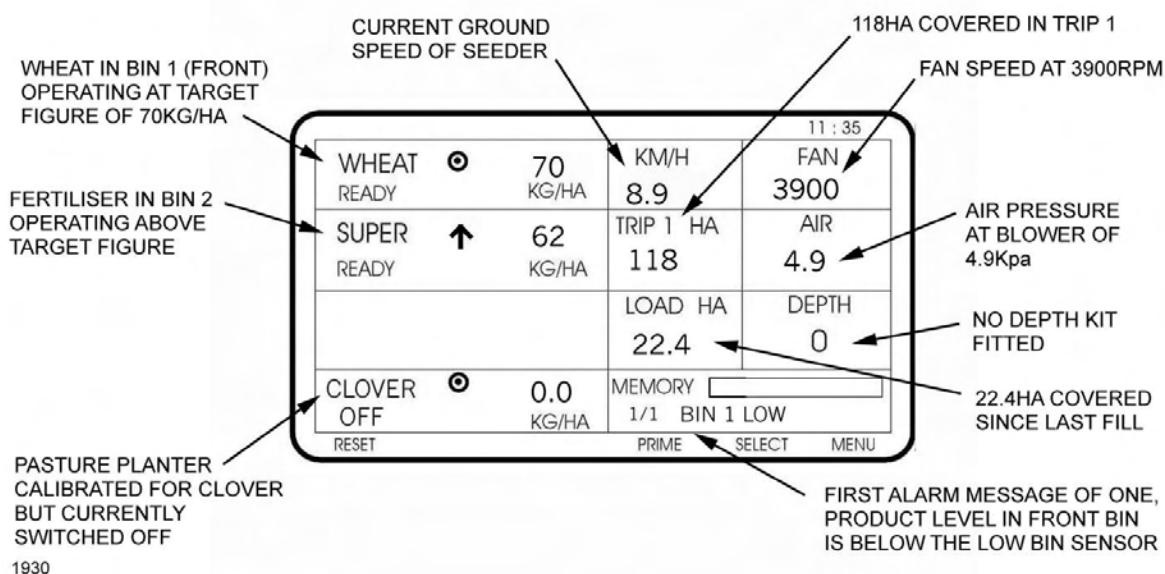 CURRENT GROUND
SPEED OF SEEDER
118HA COVERED IN TRIP 1
WHEAT IN BIN 1 (FRONT)
OPERATING AT TARGET
FIGURE OF 70KG/HA
FAN SPEED AT 3900RPM
FERTILISER IN BIN 2
OPERATING ABOVE
TARGET FIGURE
11 : 35
WHEAT 70
READY KG/HA
KM/H
8.9
FAN
3900
SUPER 62
READY KG/HA
TRIP 1 HA
118
AIR
4.9
AIR PRESSURE
AT BLOWER OF
4.9Kpa
LOAD HA
22.4
DEPTH
0
NO DEPTH KIT
FITTED
CLOVER 0.0
OFF KG/HA
MEMORY
1/1 BIN 1 LOW
22.4HA COVERED
SINCE LAST FILL
RESET PRIME SELECT MENU
PASTURE PLANTER
CALIBRATED FOR CLOVER
BUT CURRENTLY
SWITCHED OFF
FIRST ALARM MESSAGE OF ONE,
PRODUCT LEVEL IN FRONT BIN
IS BELOW THE LOW BIN SENSOR
1930